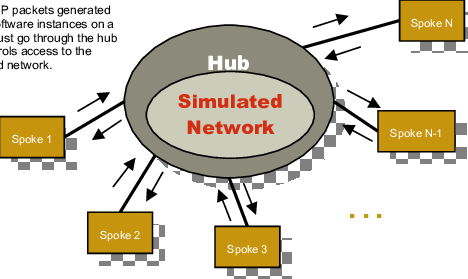 P packets generated
oftware instances on a
ust go through the hub
rols access to the
d network.
Spoke N
Hub
Simulated
Network
Spoke 1
Spoke N-1
Spoke 2
Spoke 3
...